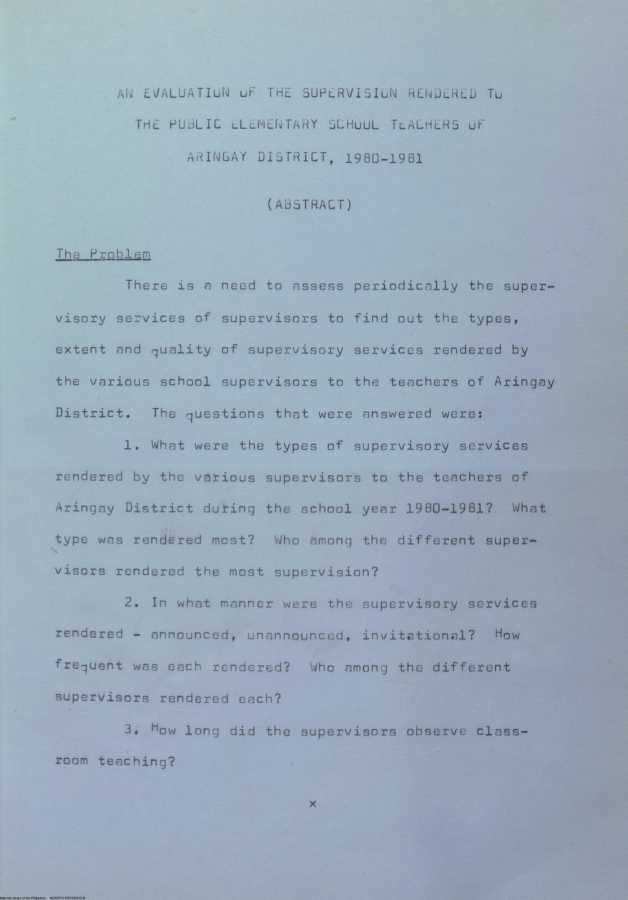 AN EVALUATION OF THE SUPERVISION RENDERED TO
THE PUBLIC ELEMENTARY SCHOOL TEACHERS OF
ARINGAY DISTRICT, 1980-1981
(ABSTRACT)
The Problem
There is a need to assess periodically the super-
visory services of supervisors to find out the types,
extent and quality of supervisory services rendered by
the various school supervisors to the teachers of Aringay
District. The questions that were answered were:
1. What were the types of supervisory services
rendered by the various supervisors to the teachers of
Aringay District during the school year 1980-1981? What
type was rendered most? Who among the different super-
visors rendered the most supervision?
2. In what manner were the supervisory services
rendered - announced, unannounced, invitational? How
frequent was each rendered? Who among the different
supervisors rendered each?
3. How long did the supervisors observe class-
room teaching?
x